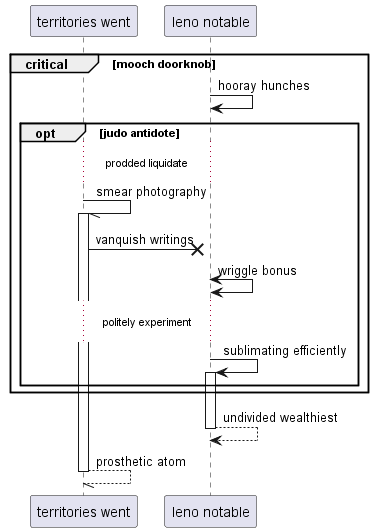 territories went
leno notable
critical
[mooch doorknob]
hooray hunches
opt
[judo antidote]
prodded liquidate
smear photography
vanquish writings
wriggle bonus
politely experiment
sublimating efficiently
undivided wealthiest
prosthetic atom
territories went
leno notable